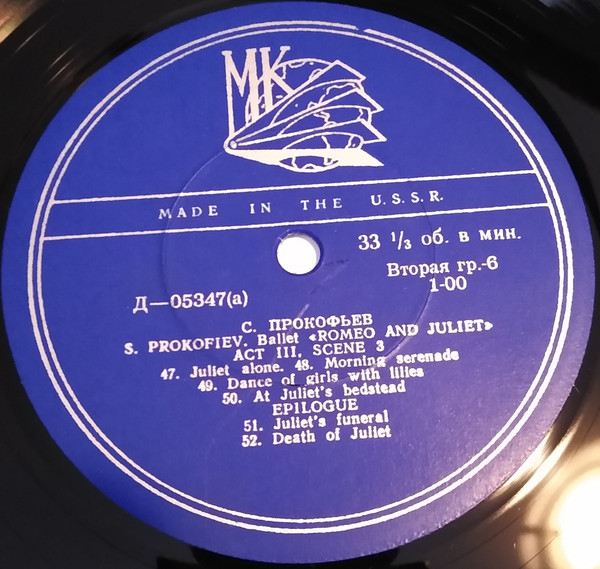 МК
MADE IN THE U.S.S.R.
33 1/3 об. в мин.
Вторая гр.-6
1-00
Д—05347(а)
С. ПРОКОФЬЕВ
S. PROKOFIEV. Ballet «ROMEO AND JULIET»
ACT III, SCENE 3
47. Juliet alone. 48. Morning serenade
49. Dance of girls with lilies
50. At Juliet's bedstead
EPILOGUE
51. Juliet's funeral
52. Death of Juliet